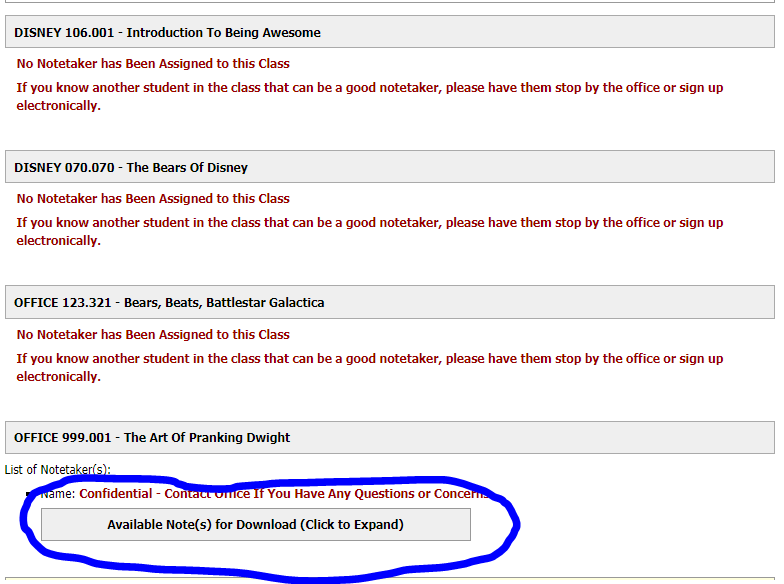 DISNEY 106.001 - Introduction To Being Awesome
No Notetaker has Been Assigned to this Class
If you know another student in the class that can be a good notetaker, please have them stop by the office or sign up
electronically.
DISNEY 070.070 - The Bears Of Disney
No Notetaker has Been Assigned to this Class
If you know another student in the class that can be a good notetaker, please have them stop by the office or sign up
electronically.
OFFICE 123.321 - Bears, Beats, Battlestar Galactica
No Notetaker has Been Assigned to this Class
If you know another student in the class that can be a good notetaker, please have them stop by the office or sign up
electronically.
OFFICE 999.001 - The Art Of Pranking Dwight
List of Notetaker(s):
Name: Confidential - Contact Office If You Have Any Questions or Concerns
Available Note(s) for Download (Click to Expand)